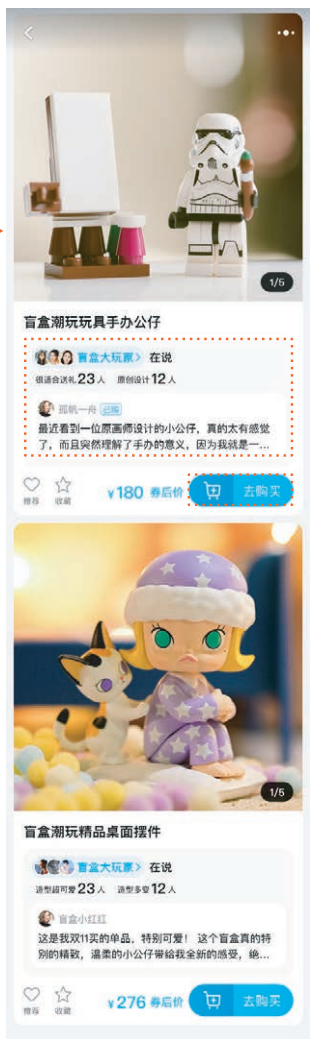 1/5
盲盒潮玩玩具手办公仔
盲盒大玩家> 在说
很适合送礼23人 原创设计12人
孤帆一舟 已购
最近看到一位原画师设计的小公仔，真的太有感觉
了，而且突然理解了手办的意义，因为我就是一...
推荐 收藏 ¥180 券后价 去购买
1/5
盲盒潮玩精品桌面摆件
盲盒大玩家> 在说
造型超可爱23人 造型多变12人
盲盒小红红
这是我双11买的单品，特别可爱！ 这个盲盒真的特
别的精致，温柔的小公仔带给我全新的感受，绝...
推荐 收藏 ¥276 券后价 去购买